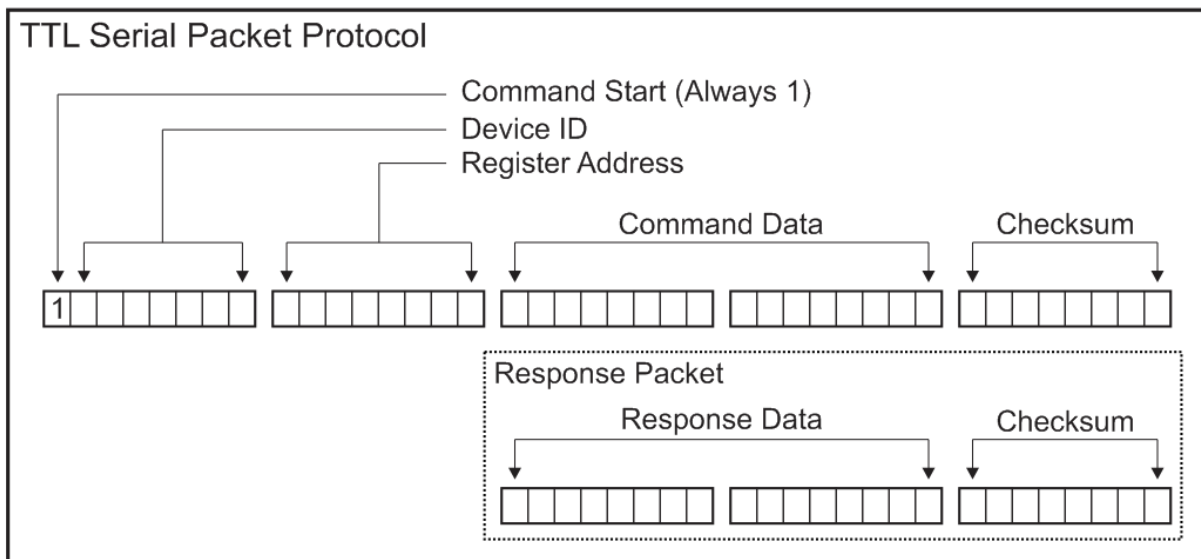 TTL Serial Packet Protocol
Command Start (Always 1)
Device ID
Register Address
Command Data
Checksum
1
Response Packet
Response Data
Checksum